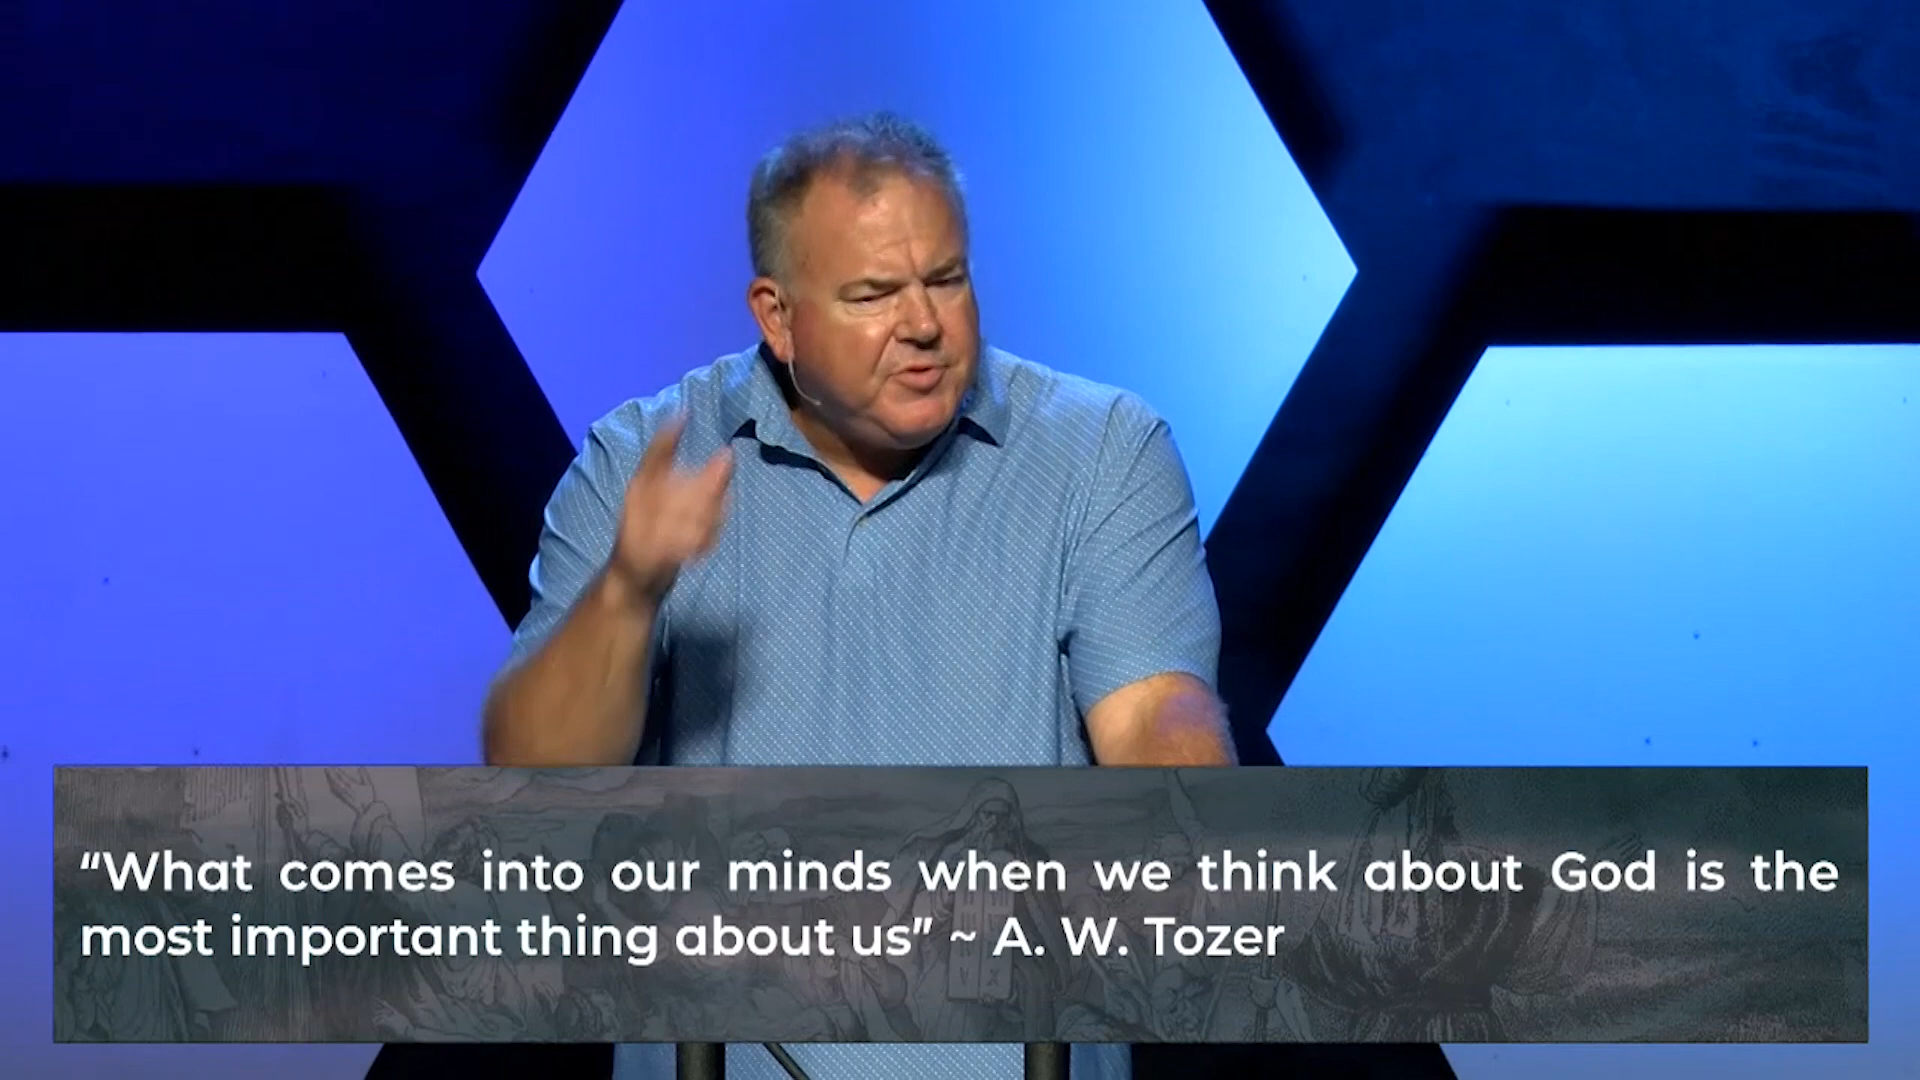 “What comes into our minds when we think about God is the
most important thing about us” ~ A. W. Tozer